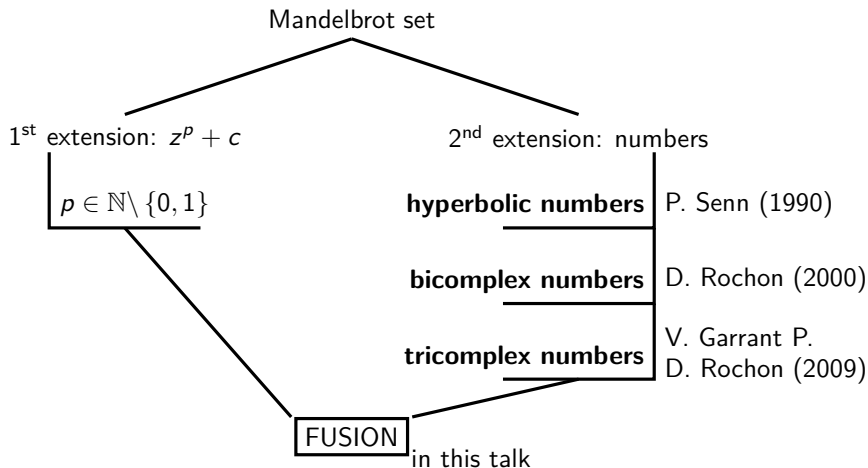 Mandelbrot set
1st extension: z^p + c
2nd extension: numbers
p ∈ ℕ\ {0, 1}
hyperbolic numbers
P. Senn (1990)
bicomplex numbers
D. Rochon (2000)
tricomplex numbers
V. Garrant P.
D. Rochon (2009)
FUSION
in this talk